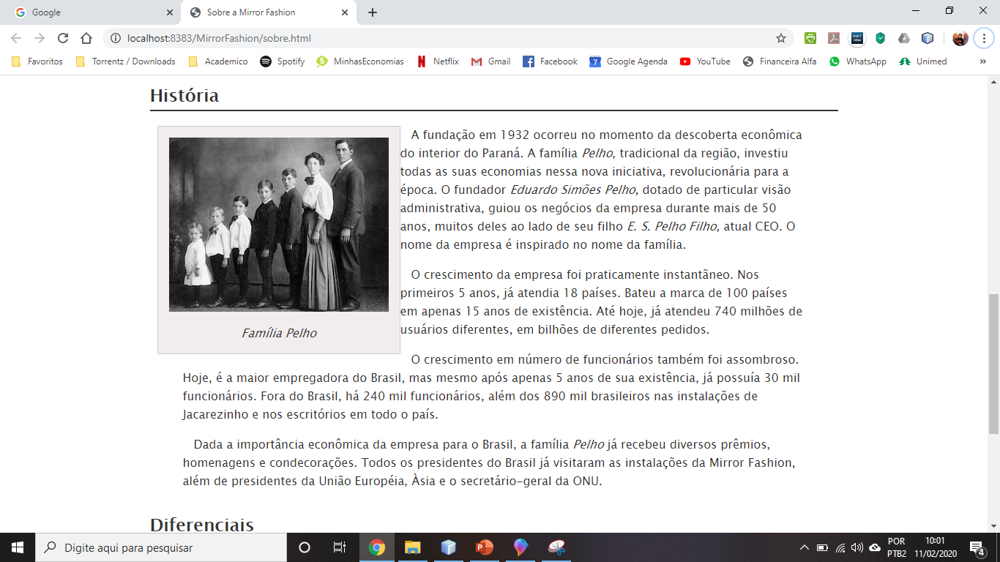 Google
Sobre a Mirror Fashion
localhost:8383/MirrorFashion/sobre.html
Favoritos Torrentz / Downloads Academico Spotify MinhasEconomias Netflix Gmail Facebook 7 Google Agenda YouTube Financeira Alfa WhatsApp Unimed »
História
A fundação em 1932 ocorreu no momento da descoberta econômica
do interior do Paraná. A família Pelho, tradicional da região, investiu
todas as suas economias nessa nova iniciativa, revolucionária para a
época. O fundador Eduardo Simões Pelho, dotado de particular visão
administrativa, guiou os negócios da empresa durante mais de 50
anos, muitos deles ao lado de seu filho E. S. Pelho Filho, atual CEO. O
nome da empresa é inspirado no nome da família.
O crescimento da empresa foi praticamente instantãneo. Nos
primeiros 5 anos, já atendia 18 países. Bateu a marca de 100 países
em apenas 15 anos de existência. Até hoje, já atendeu 740 milhões de
usuários diferentes, em bilhões de diferentes pedidos.
Família Pelho
O crescimento em número de funcionários também foi assombroso.
Hoje, é a maior empregadora do Brasil, mas mesmo após apenas 5 anos de sua existência, já possuía 30 mil
funcionários. Fora do Brasil, há 240 mil funcionários, além dos 890 mil brasileiros nas instalações de
Jacarezinho e nos escritórios em todo o país.
Dada a importância econômica da empresa para o Brasil, a família Pelho já recebeu diversos prêmios,
homenagens e condecorações. Todos os presidentes do Brasil já visitaram as instalações da Mirror Fashion,
além de presidentes da União Européia, Àsia e o secretário-geral da ONU.
Diferenciais
Digite aqui para pesquisar
POR
PTB2
10:01
11/02/2020
4